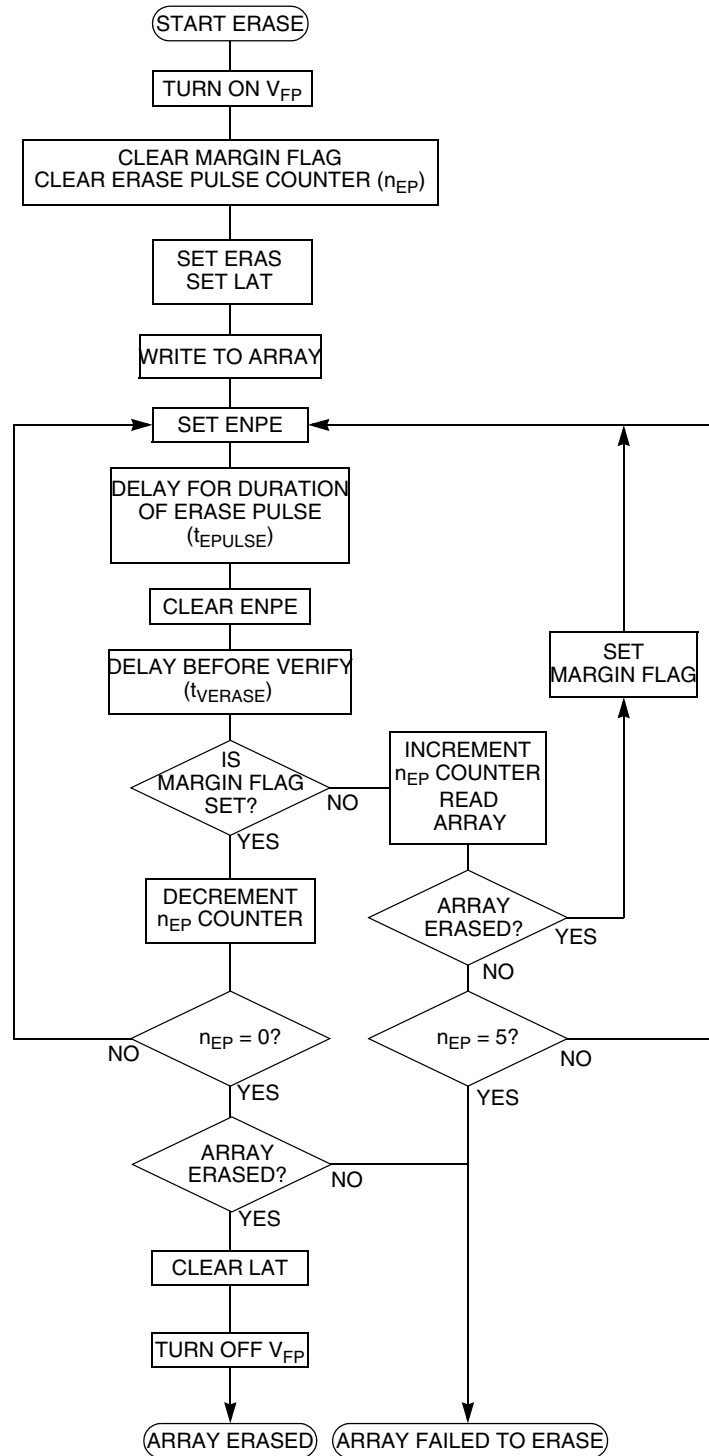 START ERASE
TURN ON VFP
CLEAR MARGIN FLAG
CLEAR ERASE PULSE COUNTER (nEP)
SET ERAS
SET LAT
WRITE TO ARRAY
SET ENPE
DELAY FOR DURATION
OF ERASE PULSE
(tEPULSE)
CLEAR ENPE
DELAY BEFORE VERIFY
(tVERASE)
SET
MARGIN FLAG
IS
MARGIN FLAG
SET?
NO
YES
INCREMENT
nEP COUNTER
READ
ARRAY
DECREMENT
nEP COUNTER
ARRAY
ERASED?
YES
NO
nEP = 0?
NO
YES
nEP = 5?
NO
YES
ARRAY
ERASED?
NO
YES
CLEAR LAT
TURN OFF VFP
ARRAY ERASED
ARRAY FAILED TO ERASE